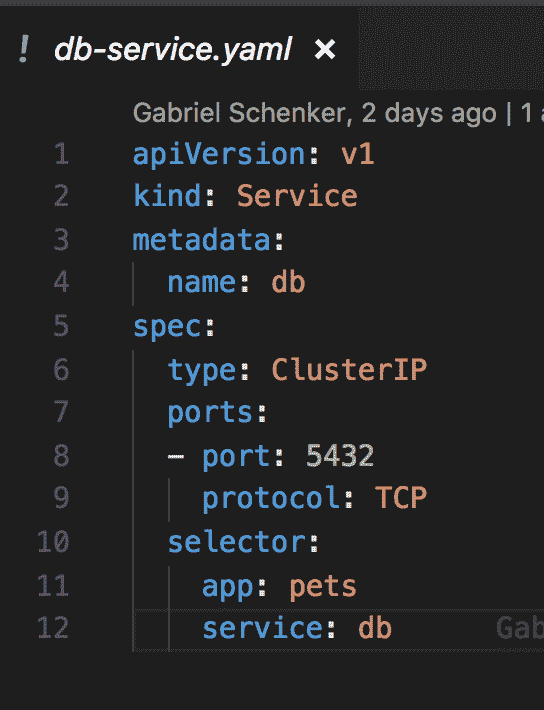 ! db-service.yaml ×
Gabriel Schenker, 2 days ago | 1
1 apiVersion: v1
2 kind: Service
3 metadata:
4   name: db
5 spec:
6   type: ClusterIP
7   ports:
8   - port: 5432
9     protocol: TCP
10   selector:
11     app: pets
12     service: db Gab